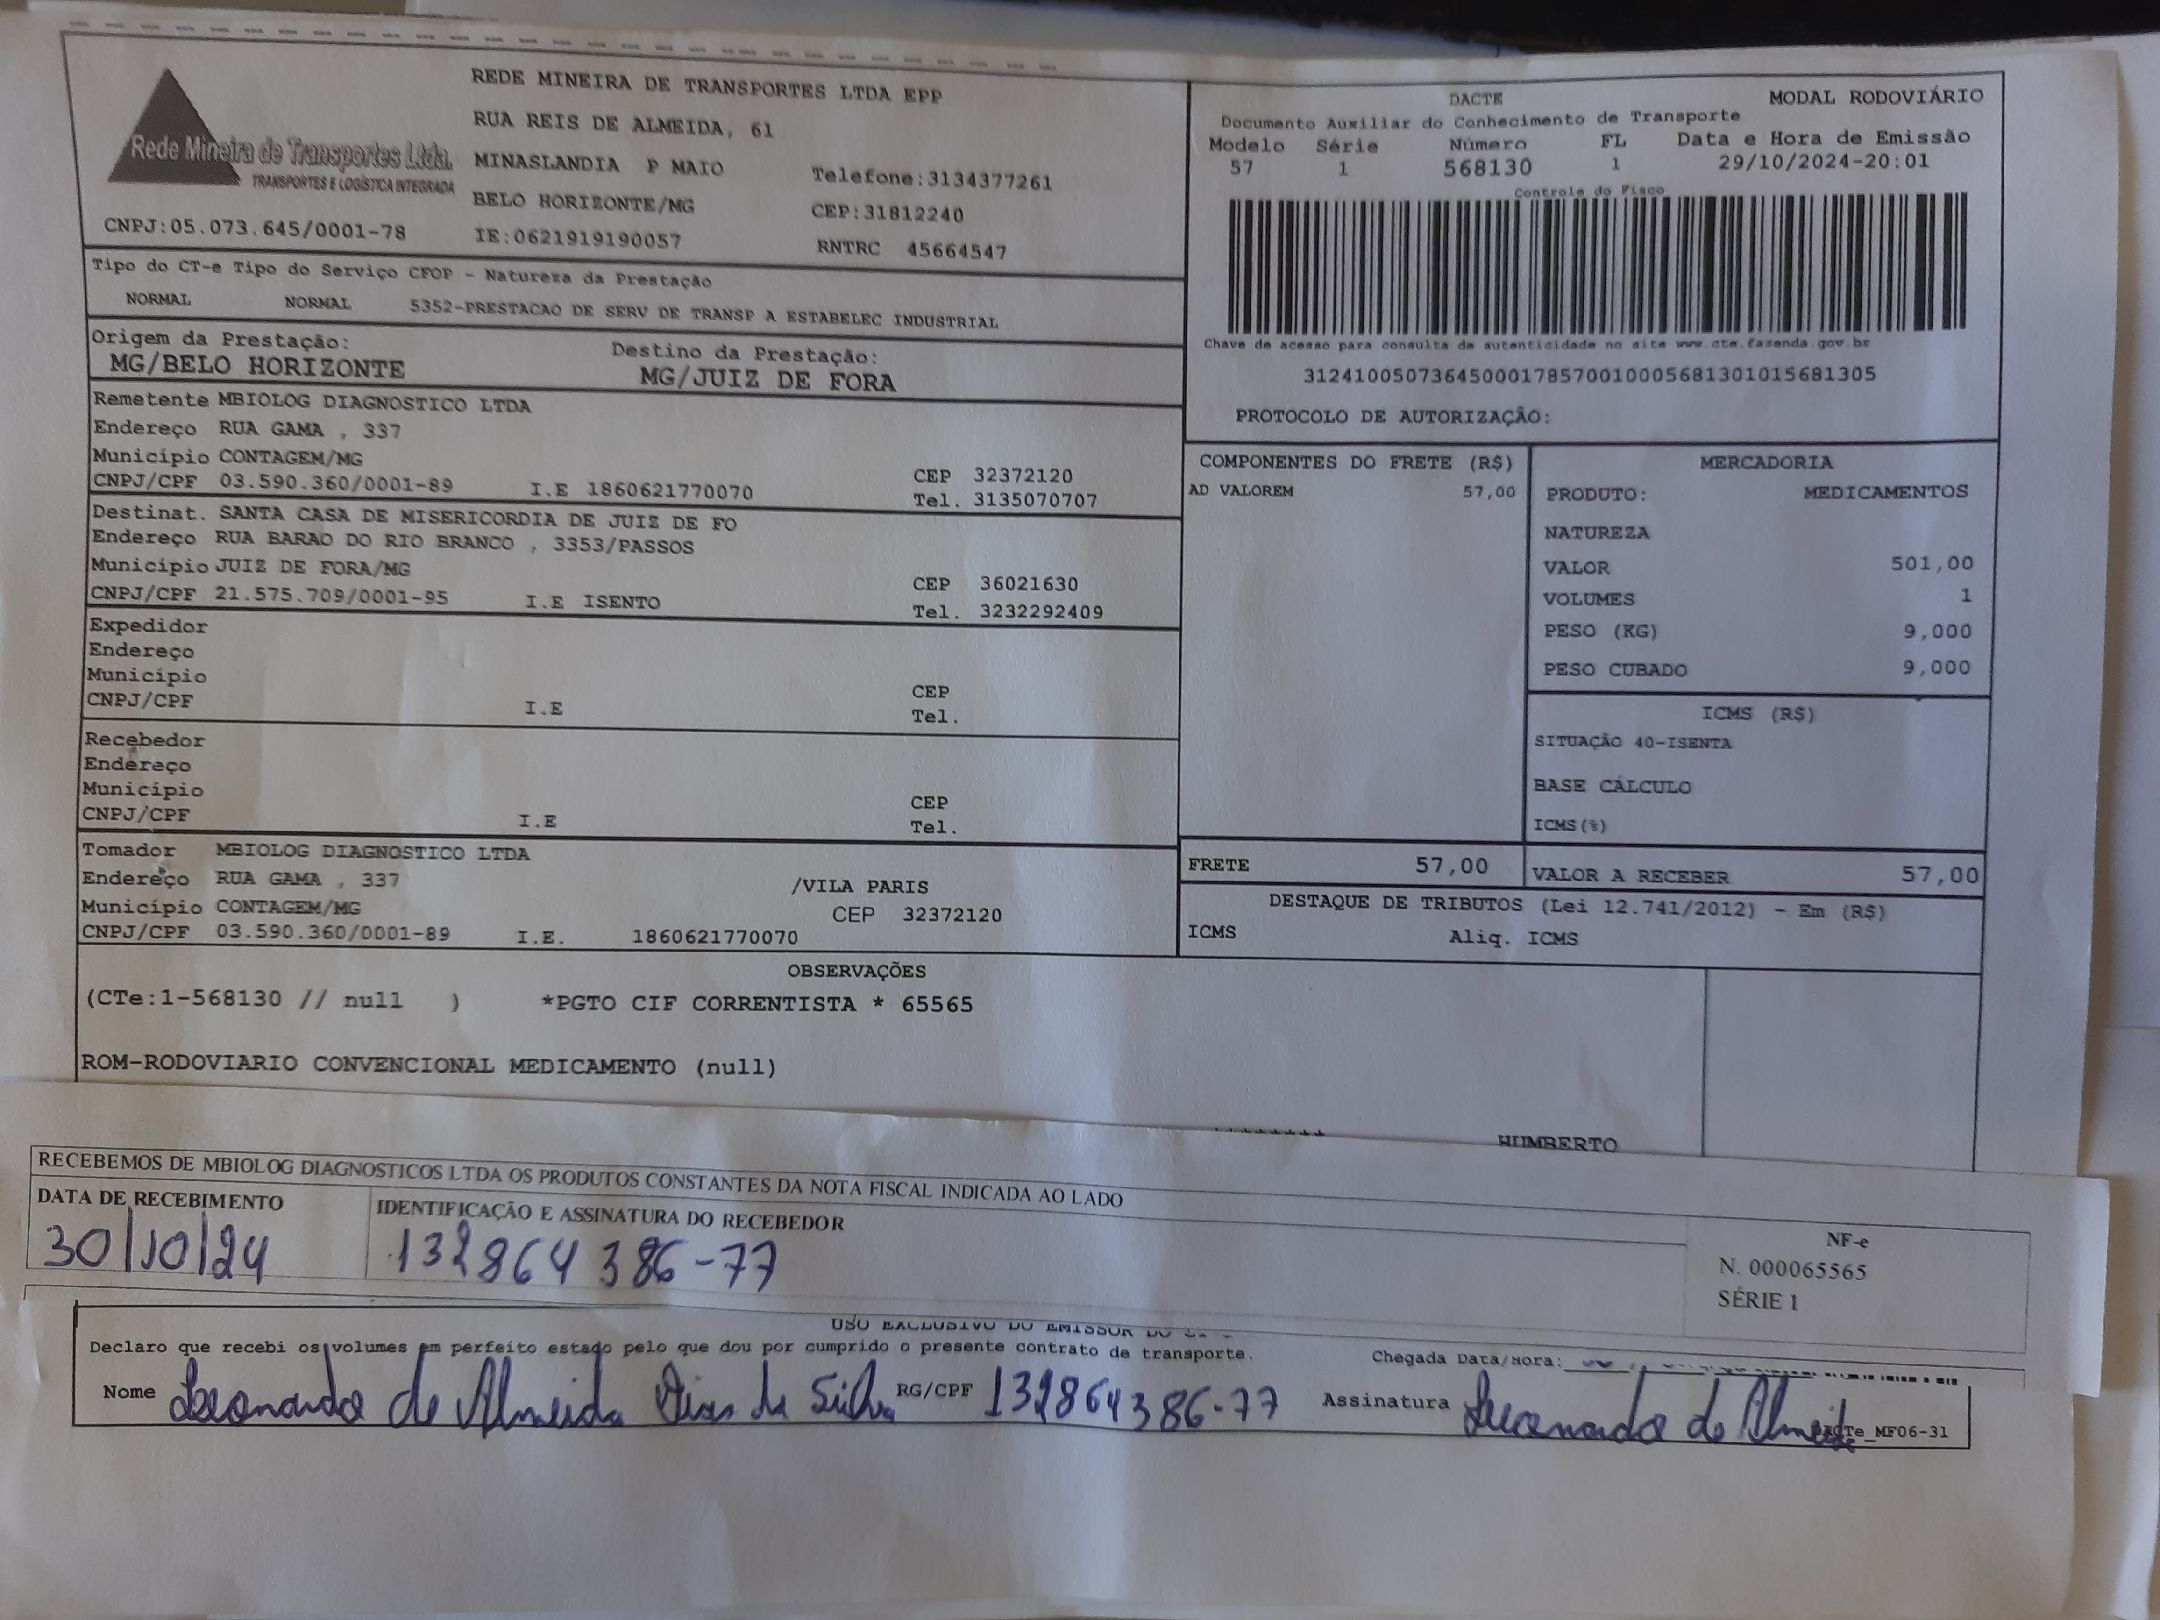 Rede Mineira de Transportes Ltda.
TRANSPORTES E LOGÍSTICA INTEGRADA
CNPJ:05.073.645/0001-78
REDE MINEIRA DE TRANSPORTES LTDA EPP
RUA REIS DE ALMEIDA, 61
MINASLANDIA P MAIO Telefone:3134377261
BELO HORIZONTE/MG CEP:31812240
IE:0621919190057 RNTRC 45664547
DACTE MODAL RODOVIÁRIO
Documento Auxiliar do Conhecimento de Transporte
Modelo Série Número FL Data e Hora de Emissão
57 1 568130 1 29/10/2024-20:01
Controle do Fisco
Chave de acesso para consulta de autenticidade no site www.cte.fazenda.gov.br
31241005073645000178570010005681301015681305
PROTOCOLO DE AUTORIZAÇÃO:
Tipo do CT-e Tipo do Serviço CFOP - Natureza da Prestação
NORMAL NORMAL 5352-PRESTACAO DE SERV DE TRANSP A ESTABELEC INDUSTRIAL
Origem da Prestação: Destino da Prestação:
MG/BELO HORIZONTE MG/JUIZ DE FORA
Remetente MBIOLOG DIAGNOSTICO LTDA
Endereço RUA GAMA , 337
Município CONTAGEM/MG CEP 32372120
CNPJ/CPF 03.590.360/0001-89 I.E 1860621770070 Tel. 3135070707
Destinat. SANTA CASA DE MISERICORDIA DE JUIZ DE FO
Endereço RUA BARAO DO RIO BRANCO , 3353/PASSOS
Município JUIZ DE FORA/MG CEP 36021630
CNPJ/CPF 21.575.709/0001-95 I.E ISENTO Tel. 3232292409
Expedidor
Endereço
Município CEP
CNPJ/CPF I.E Tel.
Recebedor
Endereço
Município CEP
CNPJ/CPF I.E Tel.
Tomador MBIOLOG DIAGNOSTICO LTDA
Endereço RUA GAMA , 337 /VILA PARIS
Município CONTAGEM/MG CEP 32372120
CNPJ/CPF 03.590.360/0001-89 I.E. 1860621770070
COMPONENTES DO FRETE (R$)
AD VALOREM 57,00
MERCADORIA
PRODUTO: MEDICAMENTOS
NATUREZA
VALOR 501,00
VOLUMES 1
PESO (KG) 9,000
PESO CUBADO 9,000
ICMS (R$)
SITUAÇÃO 40-ISENTA
BASE CÁLCULO
ICMS(%)
FRETE 57,00 VALOR A RECEBER 57,00
DESTAQUE DE TRIBUTOS (Lei 12.741/2012) - Em (R$)
ICMS Aliq. ICMS
OBSERVAÇÕES
(CTe:1-568130 // null ) *PGTO CIF CORRENTISTA * 65565
ROM-RODOVIARIO CONVENCIONAL MEDICAMENTO (null)
HUMBERTO
RECEBEMOS DE MBIOLOG DIAGNOSTICOS LTDA OS PRODUTOS CONSTANTES DA NOTA FISCAL INDICADA AO LADO
DATA DE RECEBIMENTO IDENTIFICAÇÃO E ASSINATURA DO RECEBEDOR
30/10/24 132864386-77
NF-e
N. 000065565
SÉRIE 1
USO EXCLUSIVO DO EMISSOR DO
Declaro que recebi os volumes em perfeito estado pelo que dou por cumprido o presente contrato de transporte. Chegada Data/Hora:
Nome Leonardo de Almeida Dias da Silva RG/CPF 132864386-77 Assinatura Leonardo de Almeida
DACTe_MF06-31